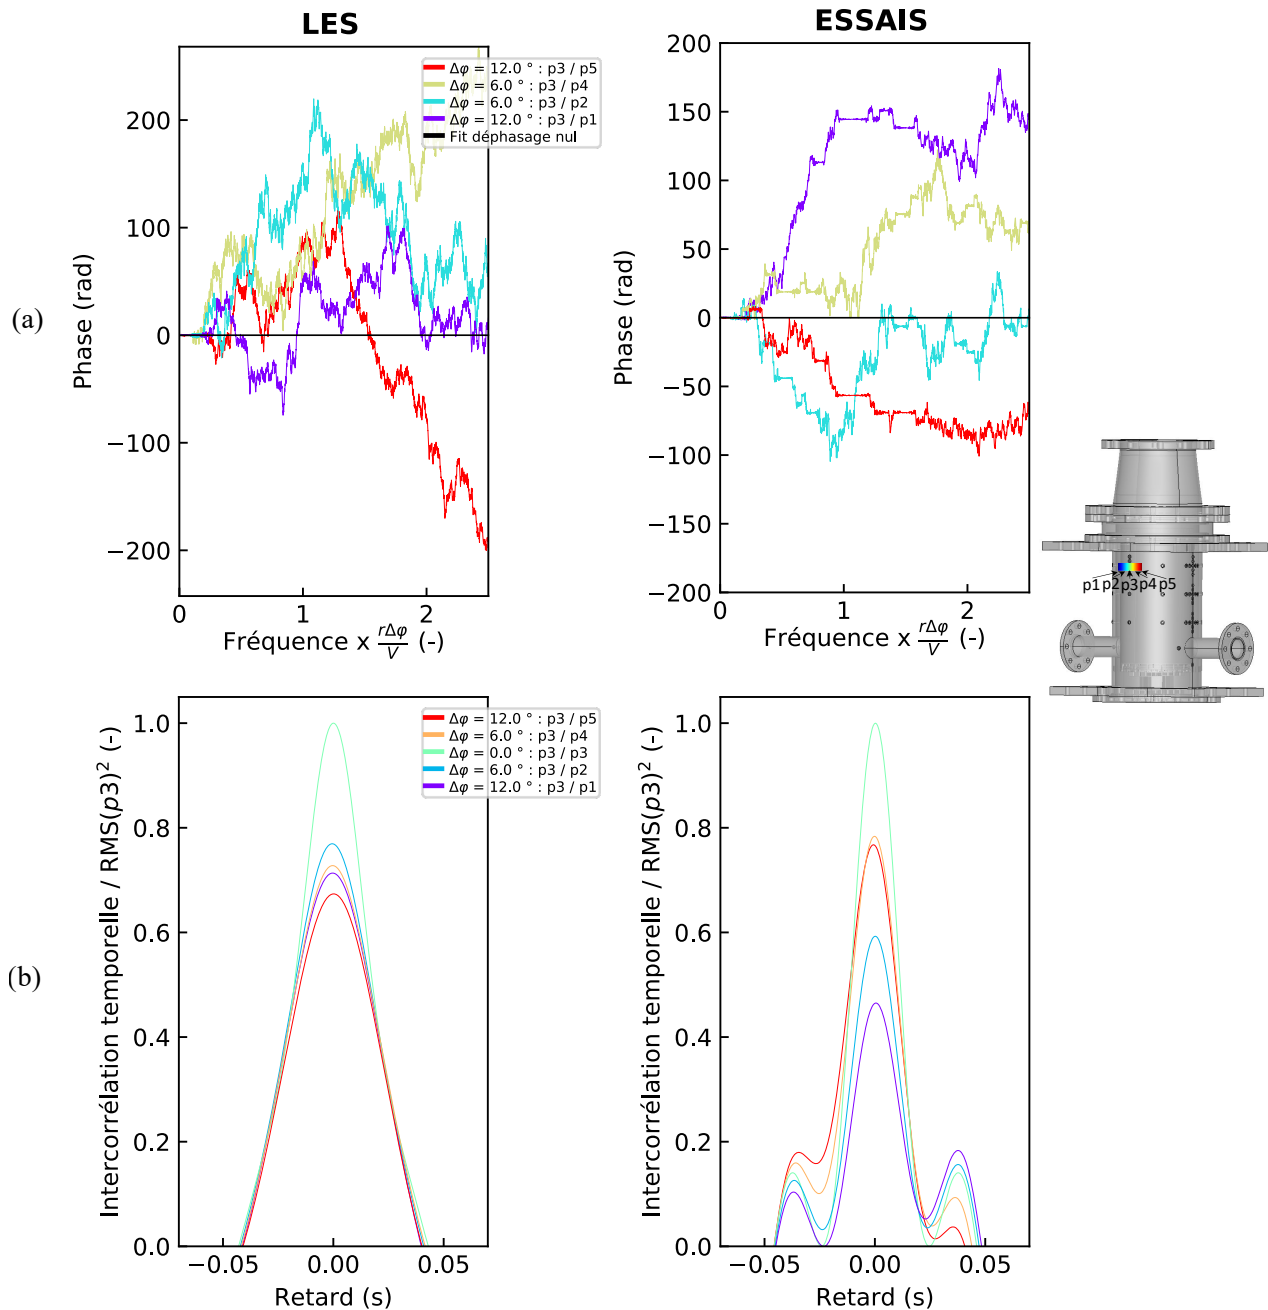 LES
ESSAIS
(a)
Phase (rad)
200
100
0
−100
−200
0
1
2
Fréquence x rΔφ/V (-)
Δφ = 12.0 ° : p3 / p5
Δφ = 6.0 ° : p3 / p4
Δφ = 6.0 ° : p3 / p2
Δφ = 12.0 ° : p3 / p1
Fit déphasage nul
Phase (rad)
200
150
100
50
0
−50
−100
−150
−200
0
1
2
Fréquence x rΔφ/V (-)
p1 p2 p3 p4 p5
(b)
Intercorrélation temporelle / RMS(p3)²  (-)
1.0
0.8
0.6
0.4
0.2
0.0
−0.05
0.00
0.05
Retard (s)
Δφ = 12.0 ° : p3 / p5
Δφ = 6.0 ° : p3 / p4
Δφ = 0.0 ° : p3 / p3
Δφ = 6.0 ° : p3 / p2
Δφ = 12.0 ° : p3 / p1
Intercorrélation temporelle / RMS(p3)² (-)
1.0
0.8
0.6
0.4
0.2
0.0
−0.05
0.00
0.05
Retard (s)